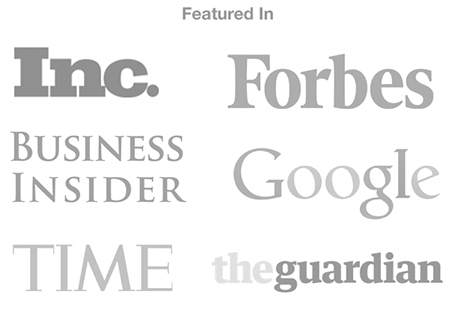 Featured In
Inc.
Forbes
BUSINESS
INSIDER
Google
TIME
theguardian